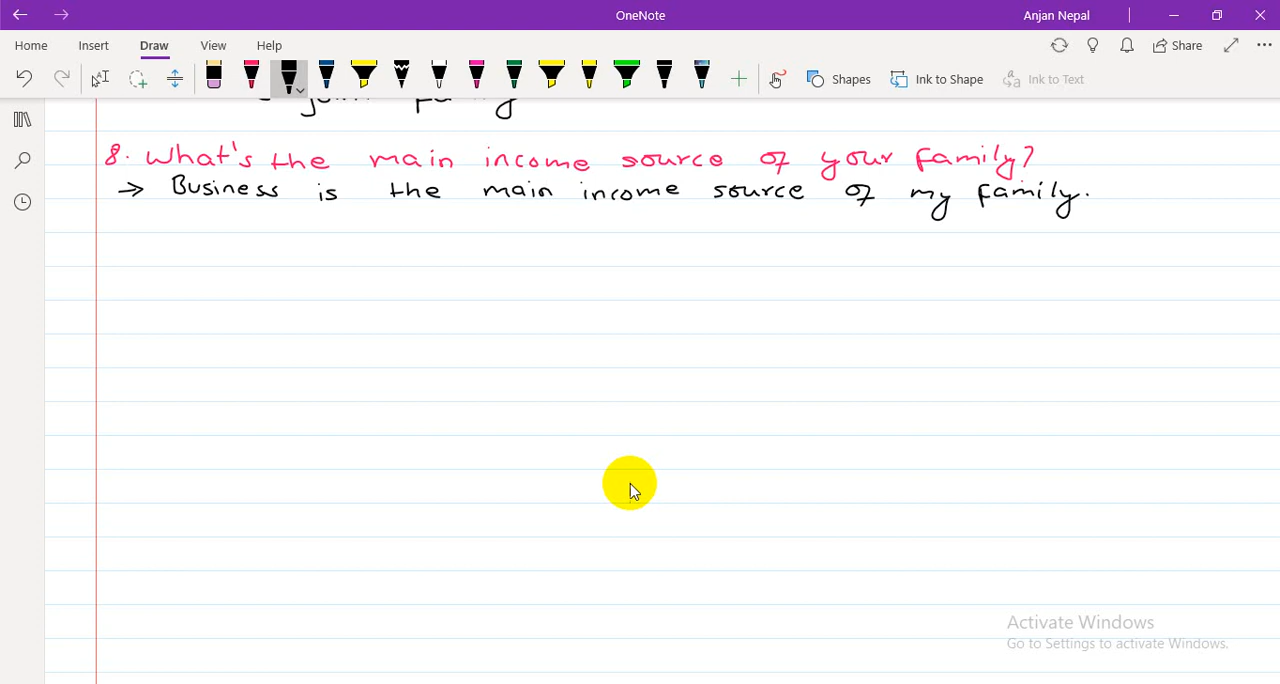 OneNote
Anjan Nepal
Home Insert Draw View Help
Share
Shapes Ink to Shape Ink to Text
joint family
8. What's the main income source of your family?
→ Business is the main income source of my family.
Activate Windows
Go to Settings to activate Windows.